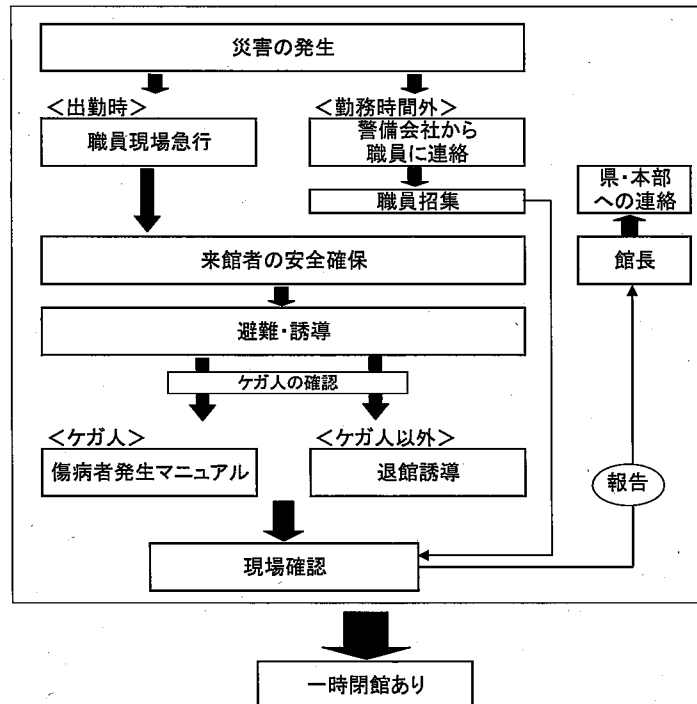 災害の発生
＜出勤時＞
職員現場急行
＜勤務時間外＞
警備会社から
職員に連絡
職員招集
県・本部
への連絡
館長
来館者の安全確保
避難・誘導
ケガ人の確認
＜ケガ人＞
傷病者発生マニュアル
＜ケガ人以外＞
退館誘導
報告
現場確認
一時閉館あり